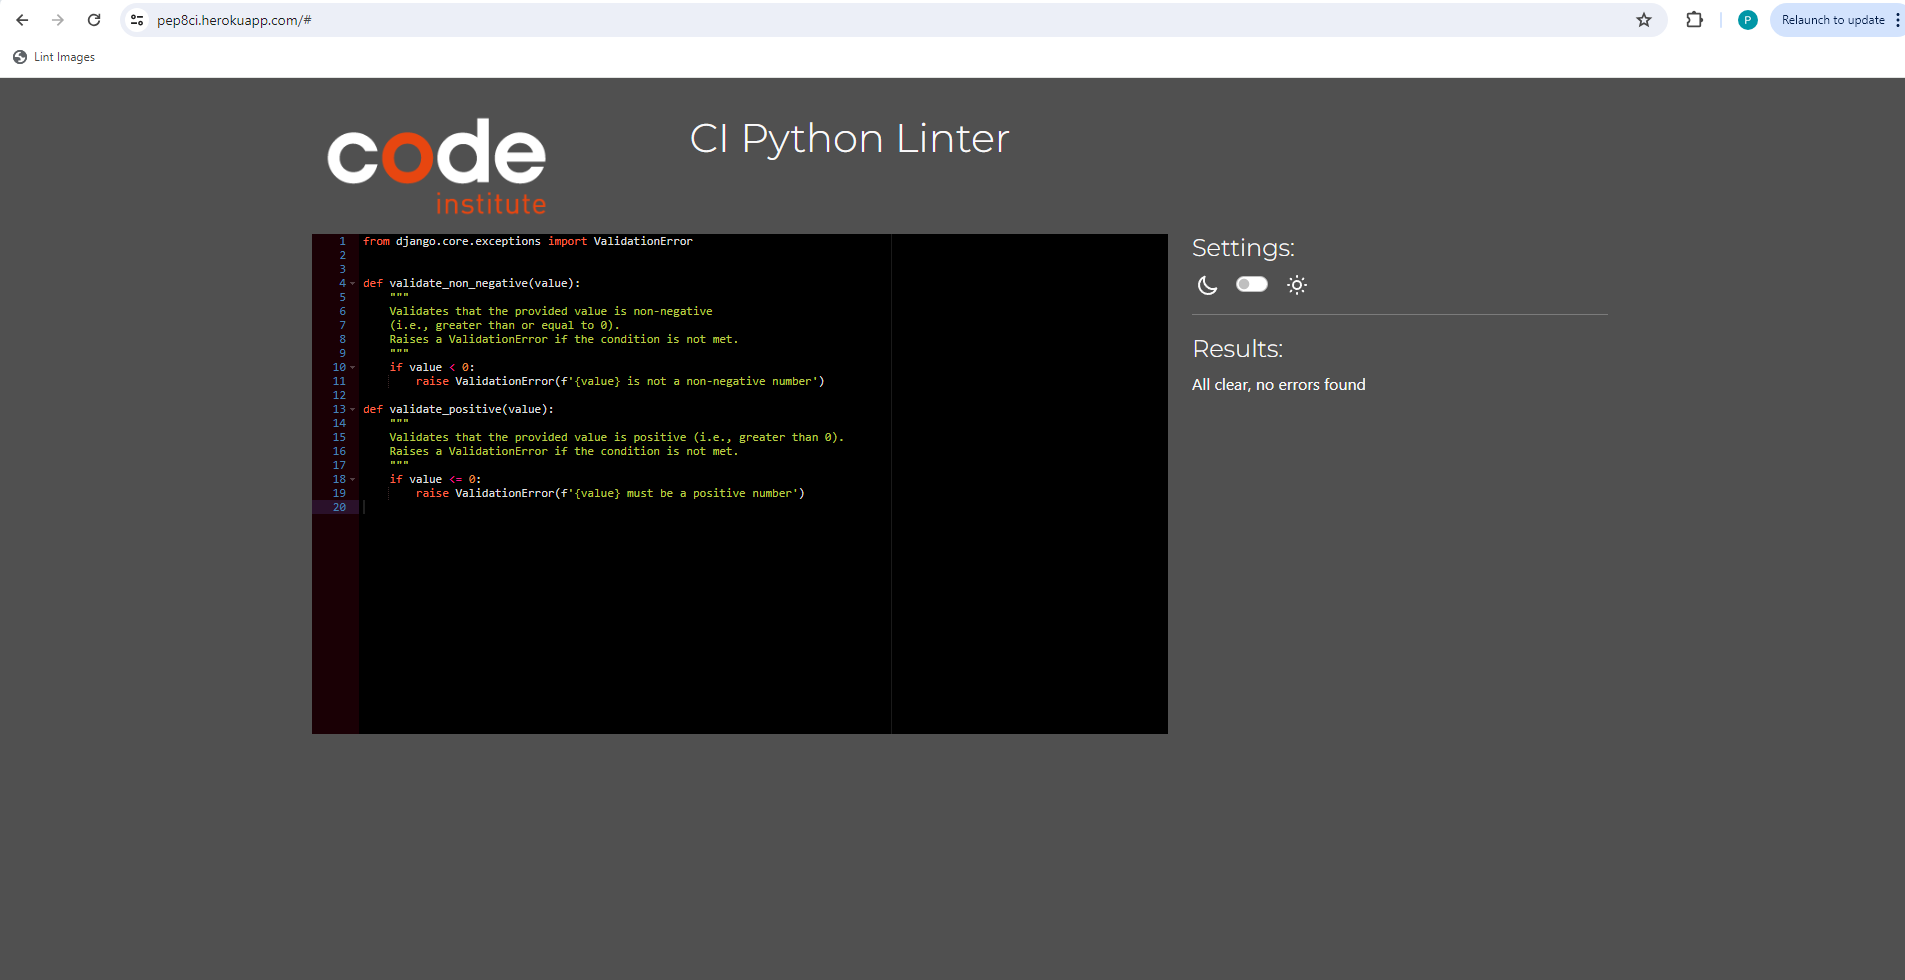 pep8ci.herokuapp.com/#
P
Relaunch to update
Lint Images
code
institute
CI Python Linter
1 from django.core.exceptions import ValidationError
2
3
4 def validate_non_negative(value):
5     """
6     Validates that the provided value is non-negative
7     (i.e., greater than or equal to 0).
8     Raises a ValidationError if the condition is not met.
9     """
10     if value < 0:
11         raise ValidationError(f'{value} is not a non-negative number')
12
13 def validate_positive(value):
14     """
15     Validates that the provided value is positive (i.e., greater than 0).
16     Raises a ValidationError if the condition is not met.
17     """
18     if value <= 0:
19         raise ValidationError(f'{value} must be a positive number')
20
Settings:
Results:
All clear, no errors found